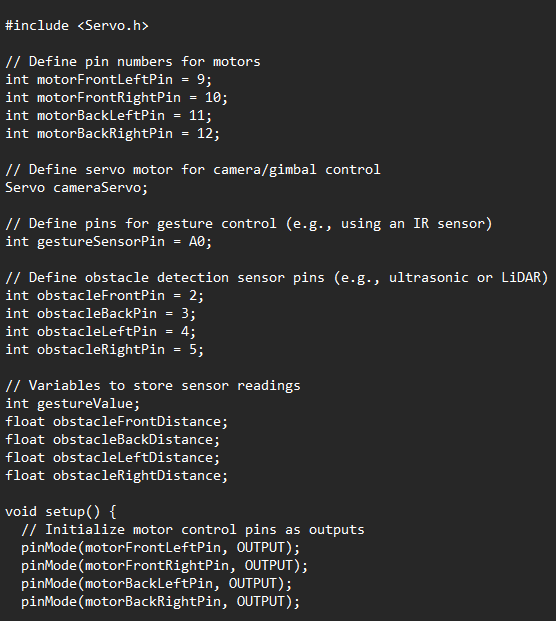 #include <Servo.h>
// Define pin numbers for motors
int motorFrontLeftPin = 9;
int motorFrontRightPin = 10;
int motorBackLeftPin = 11;
int motorBackRightPin = 12;
// Define servo motor for camera/gimbal control
Servo cameraServo;
// Define pins for gesture control (e.g., using an IR sensor)
int gestureSensorPin = A0;
// Define obstacle detection sensor pins (e.g., ultrasonic or LiDAR)
int obstacleFrontPin = 2;
int obstacleBackPin = 3;
int obstacleLeftPin = 4;
int obstacleRightPin = 5;
// Variables to store sensor readings
int gestureValue;
float obstacleFrontDistance;
float obstacleBackDistance;
float obstacleLeftDistance;
float obstacleRightDistance;
void setup() {
  // Initialize motor control pins as outputs
  pinMode(motorFrontLeftPin, OUTPUT);
  pinMode(motorFrontRightPin, OUTPUT);
  pinMode(motorBackLeftPin, OUTPUT);
  pinMode(motorBackRightPin, OUTPUT);